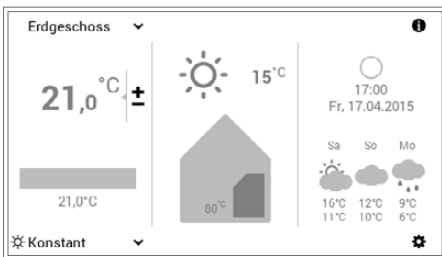 Erdgeschoss
21,0 °C ±
21,0°C
Konstant
15°C
80°C
17:00
Fr, 17.04.2015
Sa So Mo
16°C 12°C 9°C
11°C 10°C 6°C